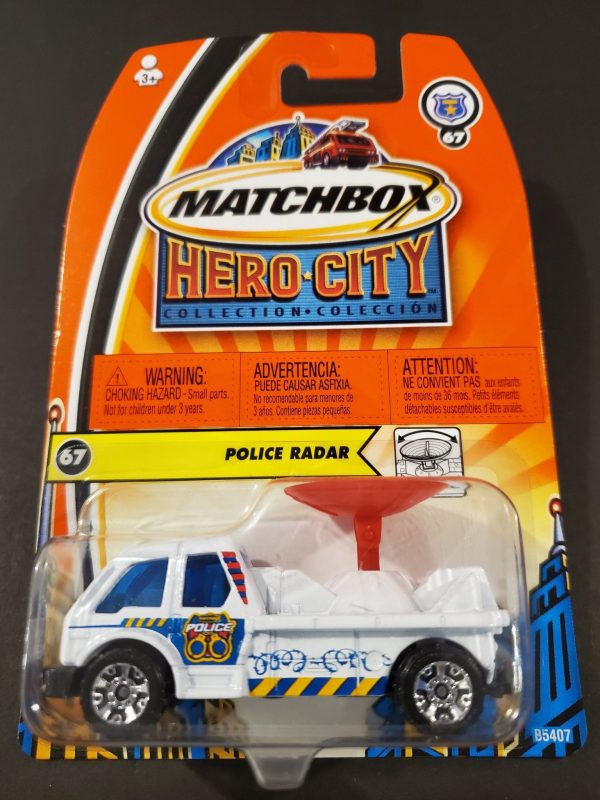 3+
67
MATCHBOX
HERO CITY
COLLECTION • COLECCIÓN
WARNING:
CHOKING HAZARD - Small parts.
Not for children under 3 years.
ADVERTENCIA:
PUEDE CAUSAR ASFIXIA.
No recomendable para menores de
3 años. Contiene piezas pequeñas.
ATTENTION:
NE CONVIENT PAS aux enfants
de moins de 36 mois. Petits éléments
détachables susceptibles d'être avalés.
67
POLICE RADAR
POLICE
B5407